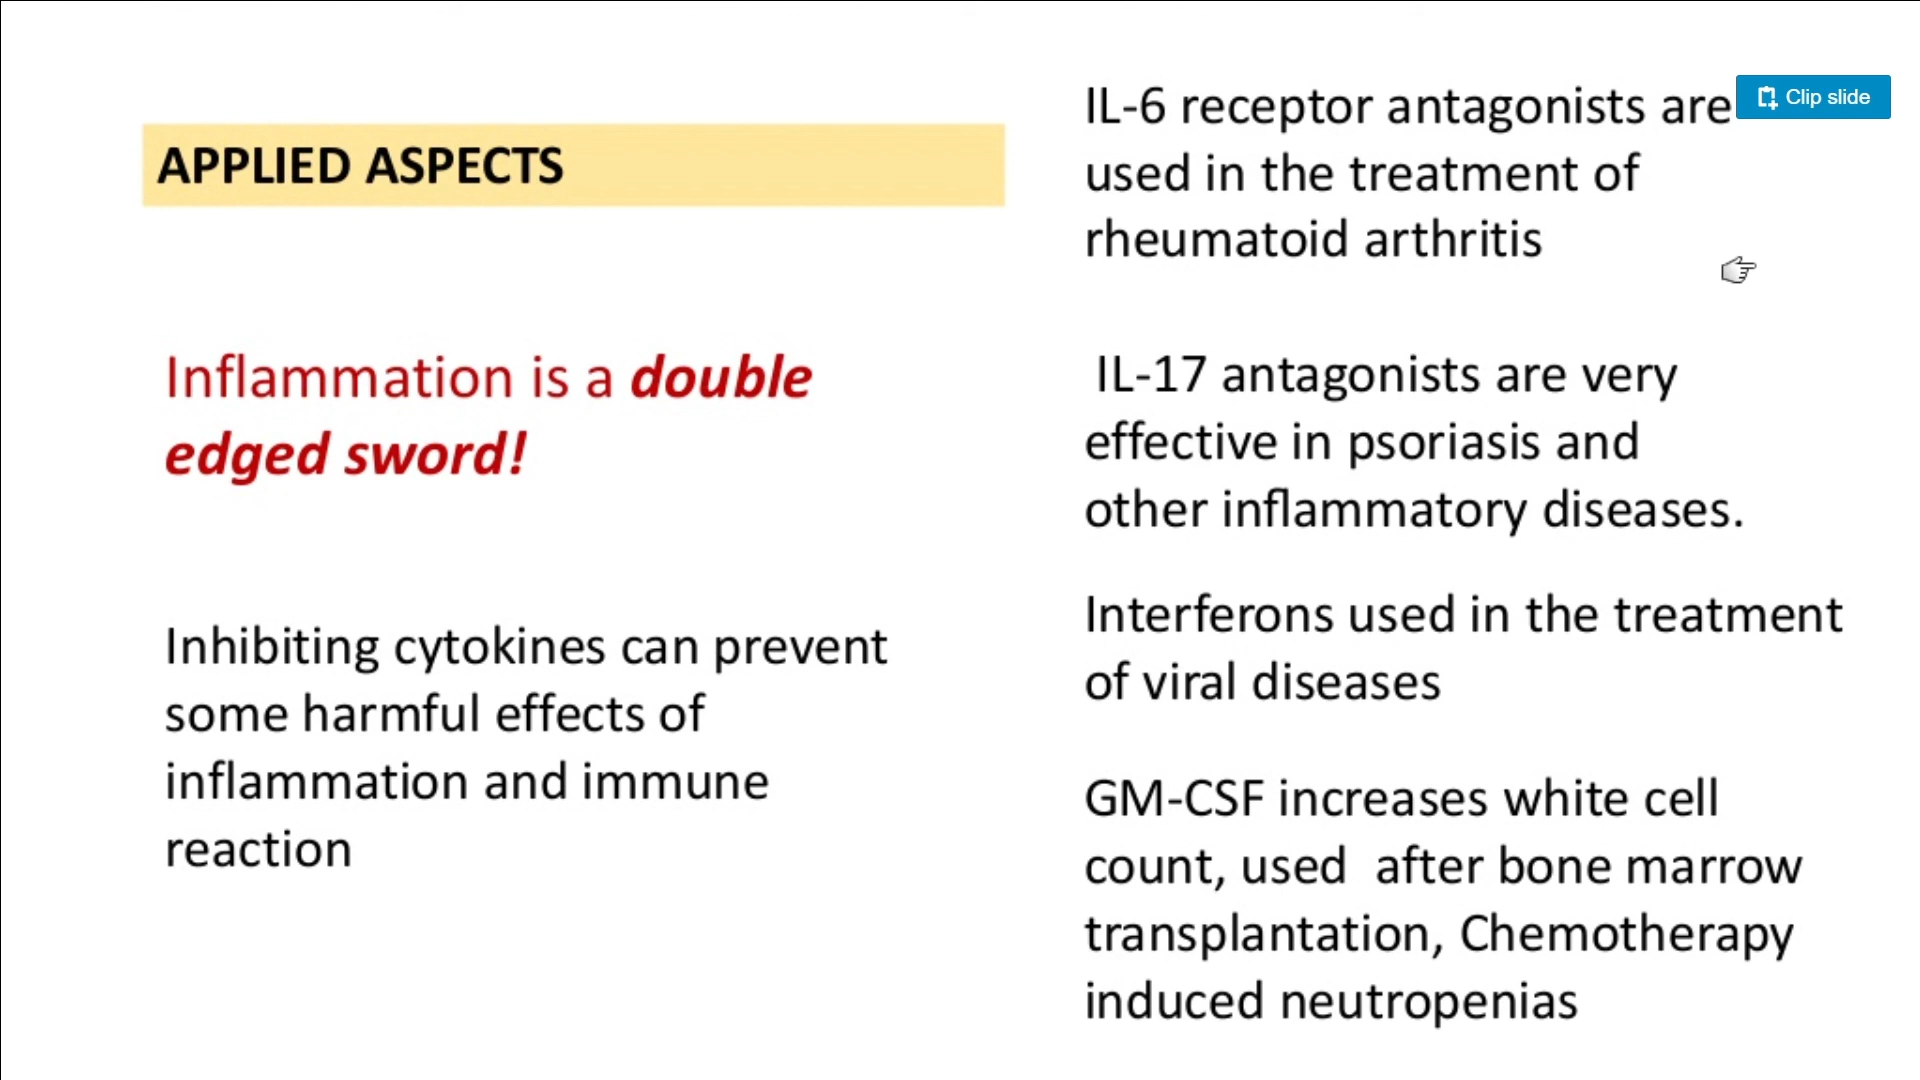 APPLIED ASPECTS
Inflammation is a double
edged sword!
Inhibiting cytokines can prevent
some harmful effects of
inflammation and immune
reaction
IL-6 receptor antagonists are
used in the treatment of
rheumatoid arthritis
IL-17 antagonists are very
effective in psoriasis and
other inflammatory diseases.
Interferons used in the treatment
of viral diseases
GM-CSF increases white cell
count, used  after bone marrow
transplantation, Chemotherapy
induced neutropenias
Clip slide